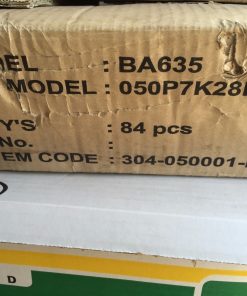 DEL : BA635
MODEL : 050P7K28
Y'S : 84 pcs
No. :
EM CODE : 304-050001-
D